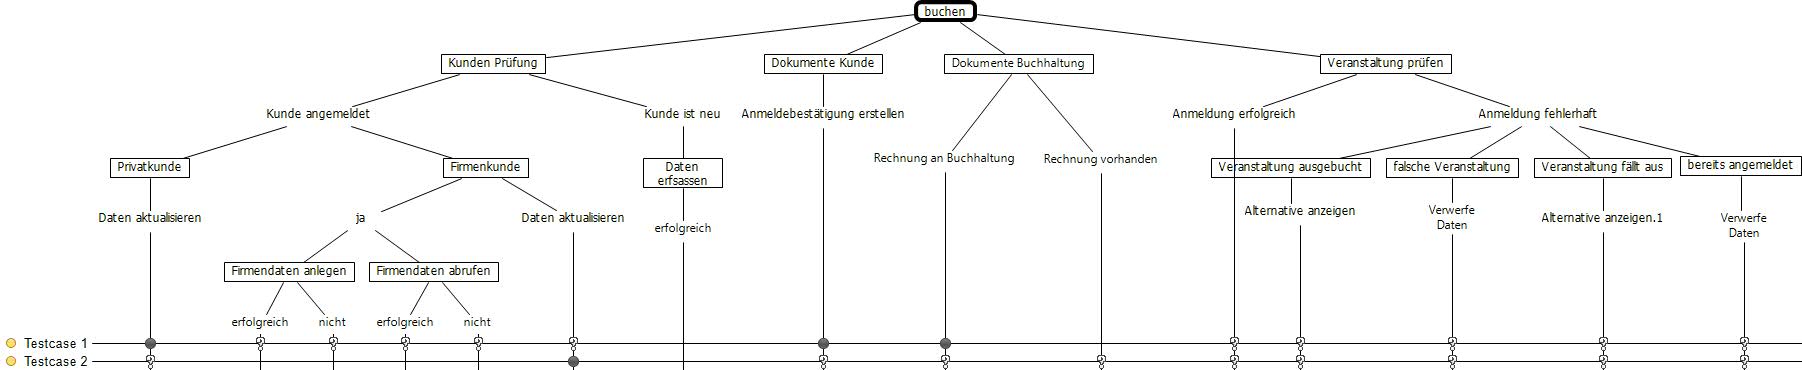 buchen
Kunden Prüfung
Dokumente Kunde
Dokumente Buchhaltung
Veranstaltung prüfen
Kunde angemeldet
Kunde ist neu
Anmeldebestätigung erstellen
Anmeldung erfolgreich
Anmeldung fehlerhaft
Rechnung an Buchhaltung
Rechnung vorhanden
Privatkunde
Firmenkunde
Daten
erfsassen
Veranstaltung ausgebucht
falsche Veranstaltung
Veranstaltung fällt aus
bereits angemeldet
Daten aktualisieren
ja
Daten aktualisieren
erfolgreich
Alternative anzeigen
Verwerfe
Daten
Alternative anzeigen.1
Verwerfe
Daten
Firmendaten anlegen
Firmendaten abrufen
erfolgreich
nicht
erfolgreich
nicht
Testcase 1
Testcase 2